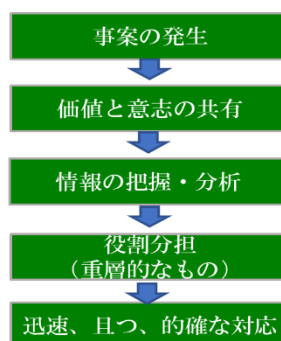 事案の発生
価値と意志の共有
情報の把握・分析
役割分担
（重層的なもの）
迅速、且つ、的確な対応